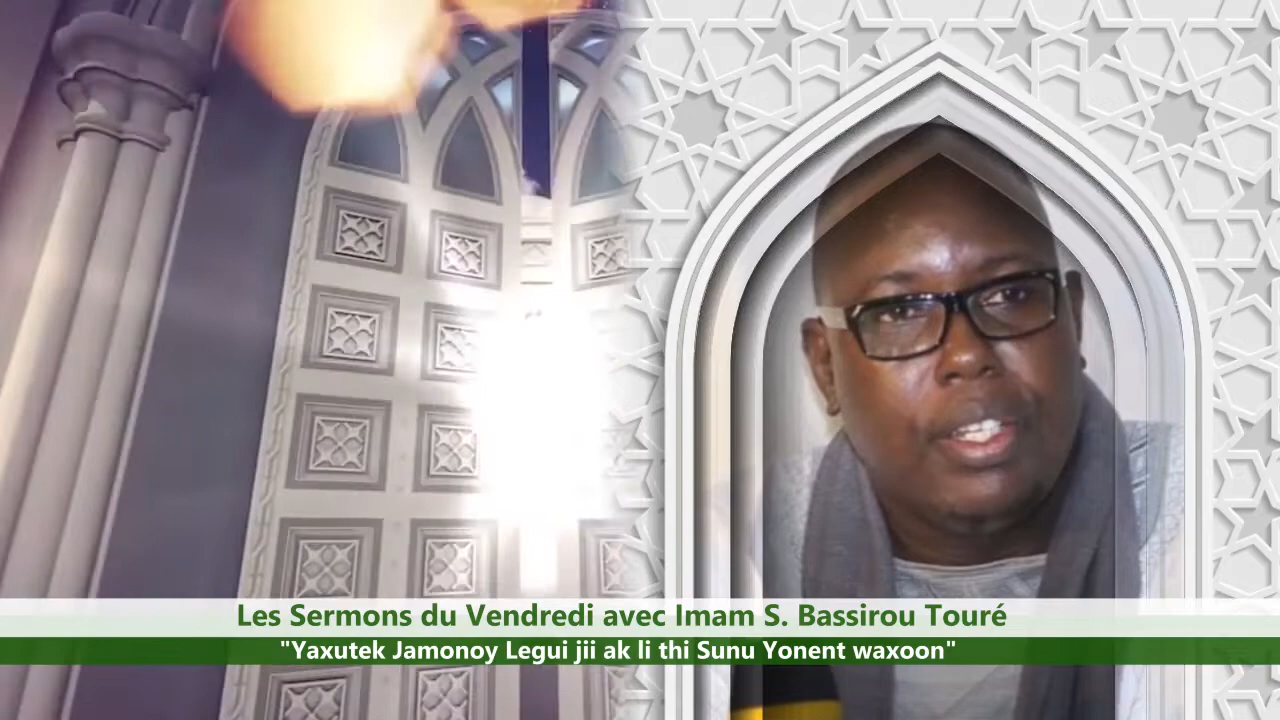 Les Sermons du Vendredi avec Imam S. Bassirou Touré
"Yaxutek Jamonoy Legui jii ak li thi Sunu Yonent waxoon"